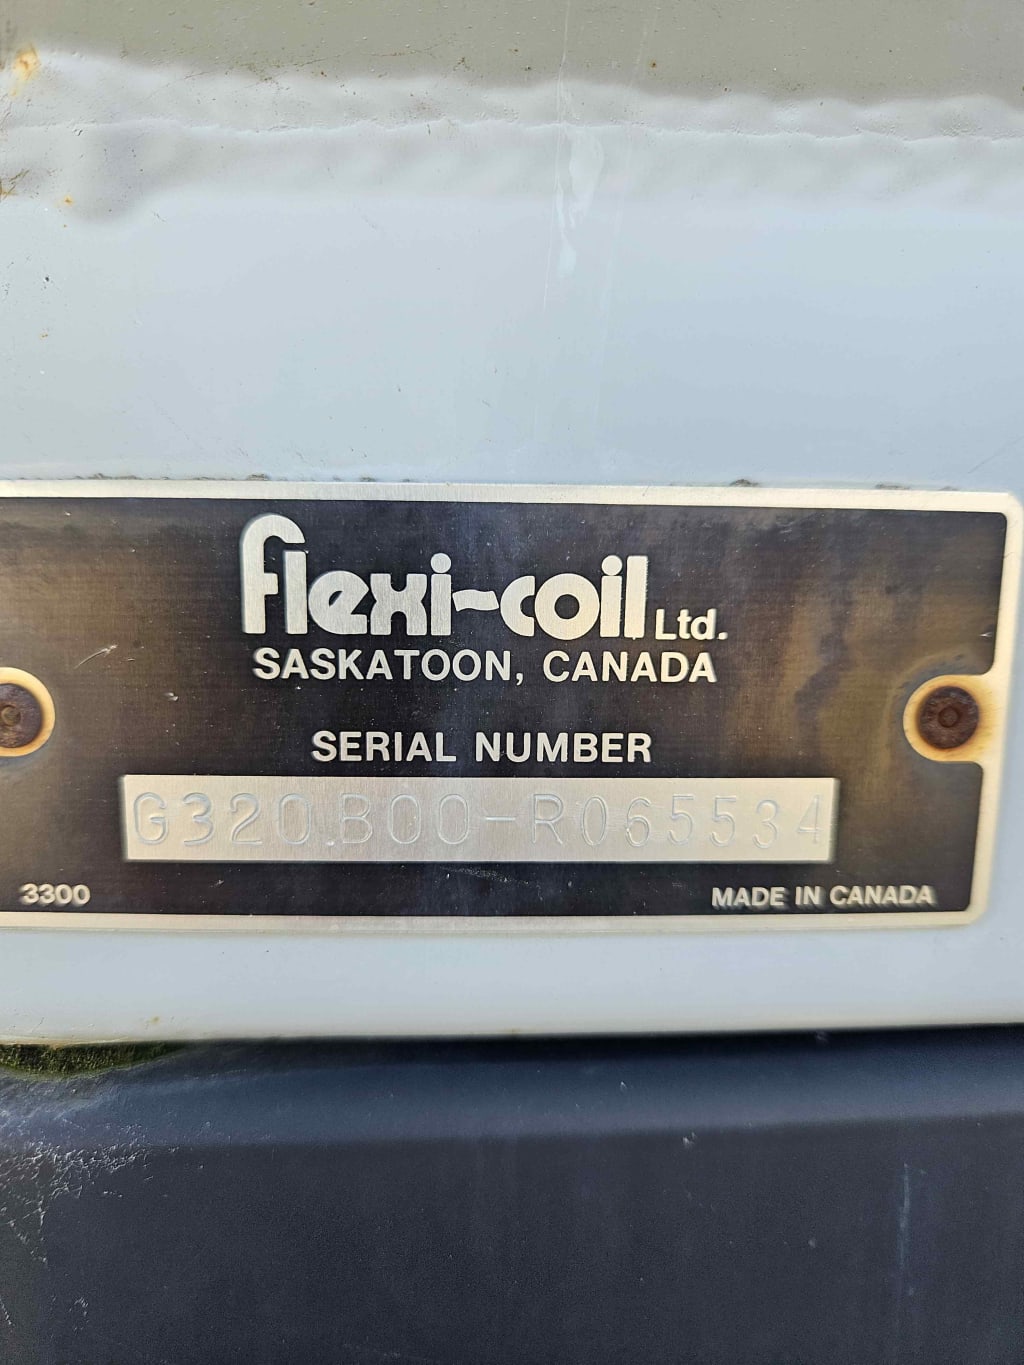 flexi-coil Ltd.
SASKATOON, CANADA
SERIAL NUMBER
G320B00-R065534
3300
MADE IN CANADA